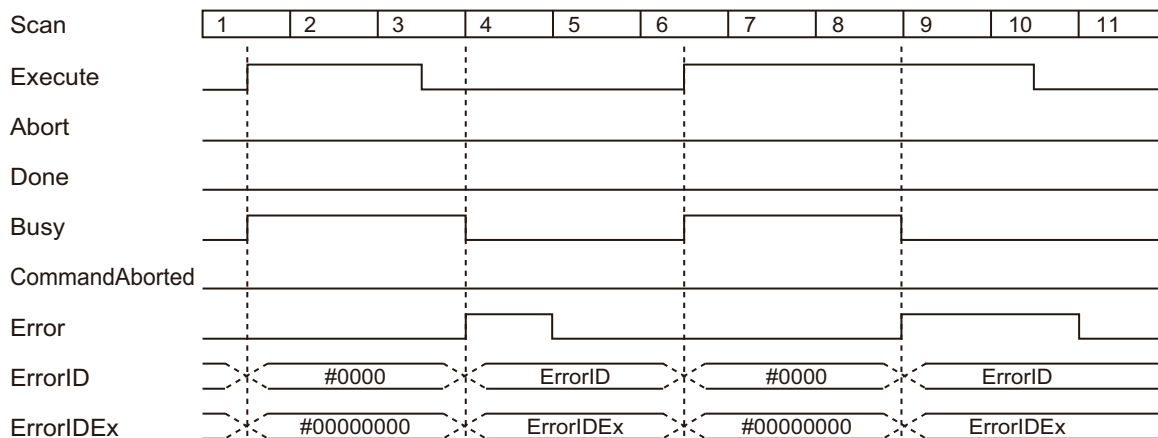 Scan 1 2 3 4 5 6 7 8 9 10 11
Execute
Abort
Done
Busy
CommandAborted
Error
ErrorID #0000 ErrorID #0000 ErrorID
ErrorIDEx #00000000 ErrorIDEx #00000000 ErrorIDEx